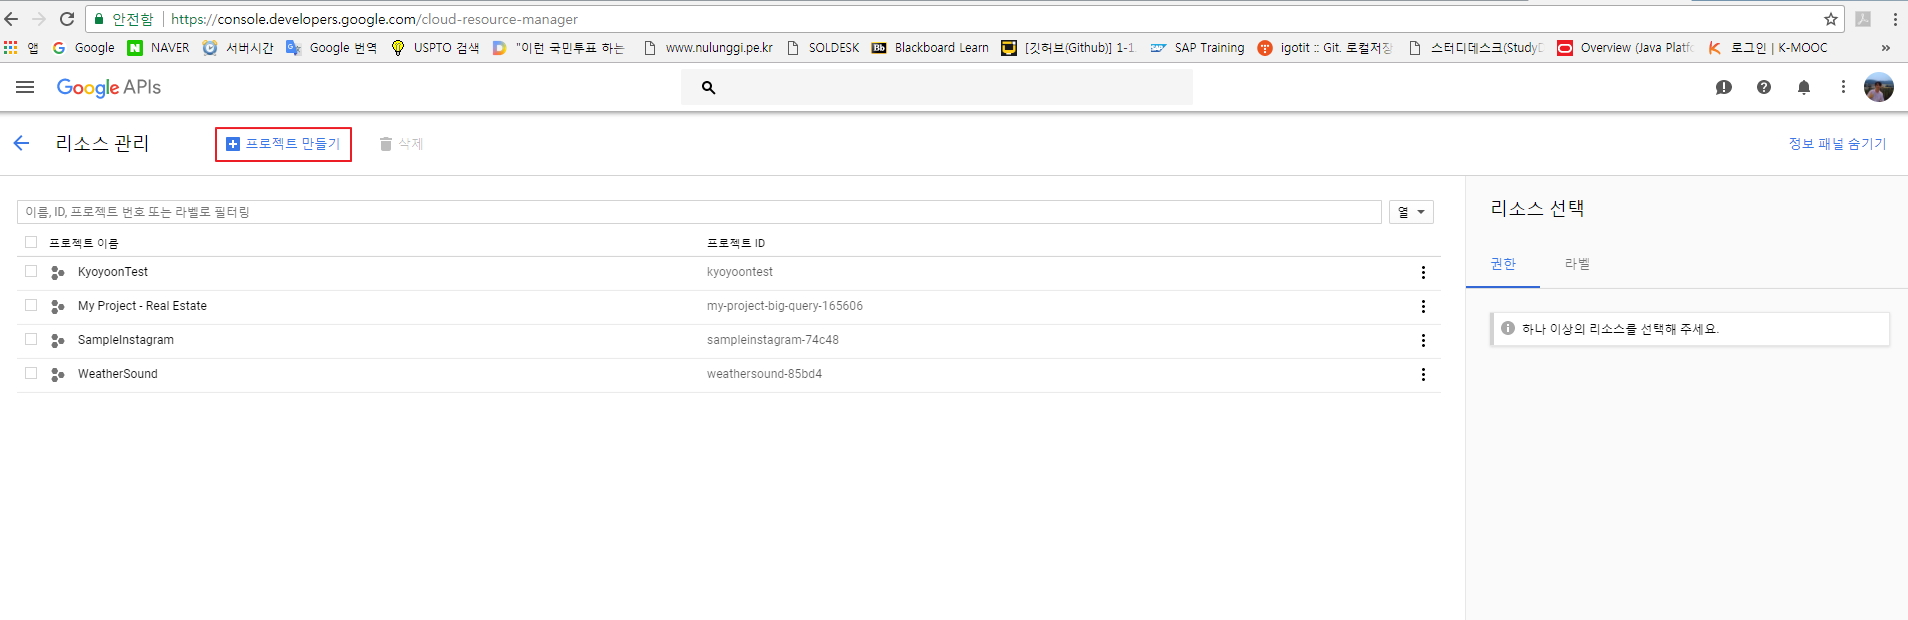 안전함 https://console.developers.google.com/cloud-resource-manager
앱 Google NAVER 서버시간 Google 번역 USPTO 검색 "이런 국민투표 하는 www.nulunggi.pe.kr SOLDESK Blackboard Learn [깃허브(Github)] 1-1. SAP Training igotit :: Git. 로컬저장 스터디데스크(StudyD Overview (Java Platfo 로그인 | K-MOOC »
Google APIs
리소스 관리 프로젝트 만들기 삭제 정보 패널 숨기기
이름, ID, 프로젝트 번호 또는 라벨로 필터링 열
프로젝트 이름 프로젝트 ID
KyoyoonTest kyoyoontest
My Project - Real Estate my-project-big-query-165606
SampleInstagram sampleinstagram-74c48
WeatherSound weathersound-85bd4
리소스 선택
권한 라벨
하나 이상의 리소스를 선택해 주세요.